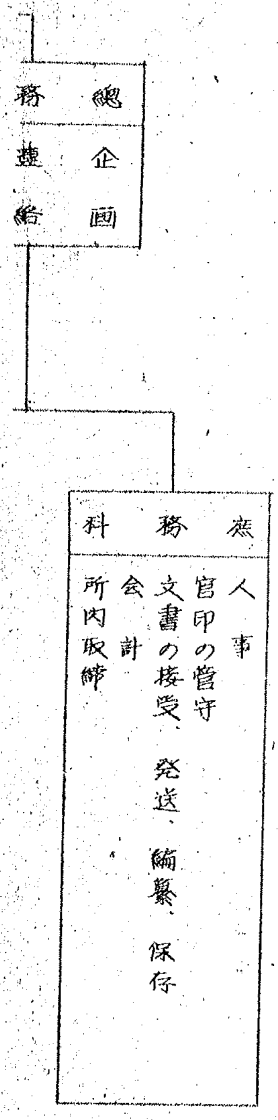 總務
企画
連絡
庶務科
人事
官印の管守
文書の接受、発送、編纂、保存
会計
所内取締